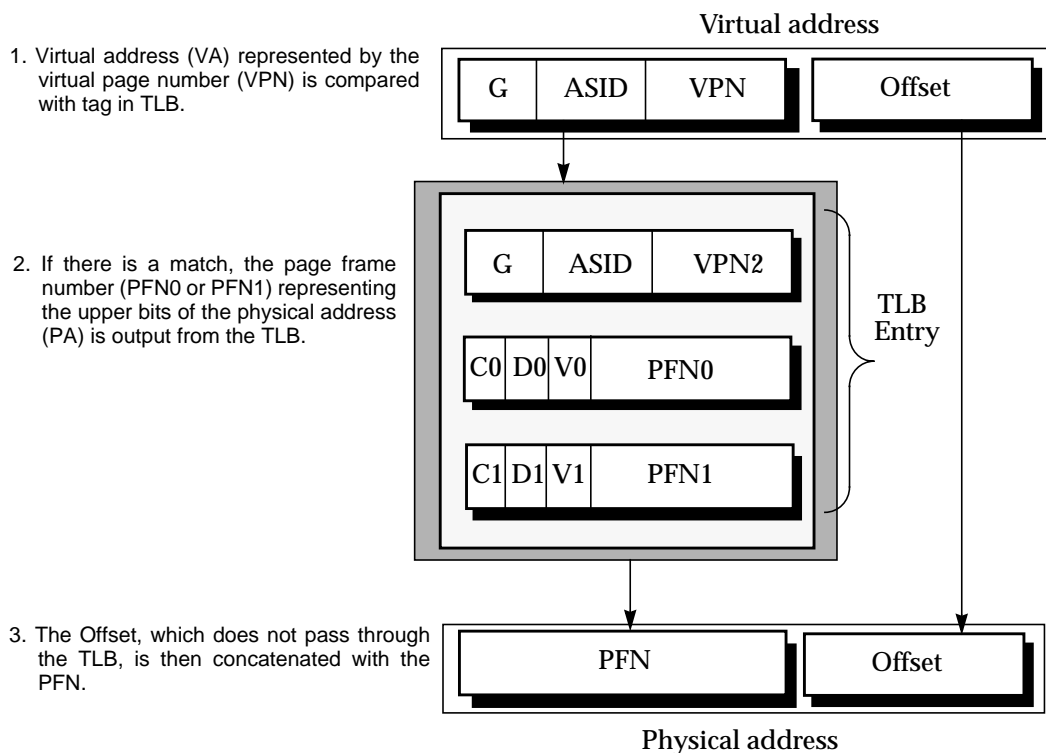 Virtual address
1. Virtual address (VA) represented by the
virtual page number (VPN) is compared
with tag in TLB.
G ASID VPN Offset
2. If there is a match, the page frame
number (PFN0 or PFN1) representing
the upper bits of the physical address
(PA) is output from the TLB.
G ASID VPN2
TLB
Entry
C0 D0 V0 PFN0
C1 D1 V1 PFN1
3. The Offset, which does not pass through
the TLB, is then concatenated with the
PFN.
PFN Offset
Physical address